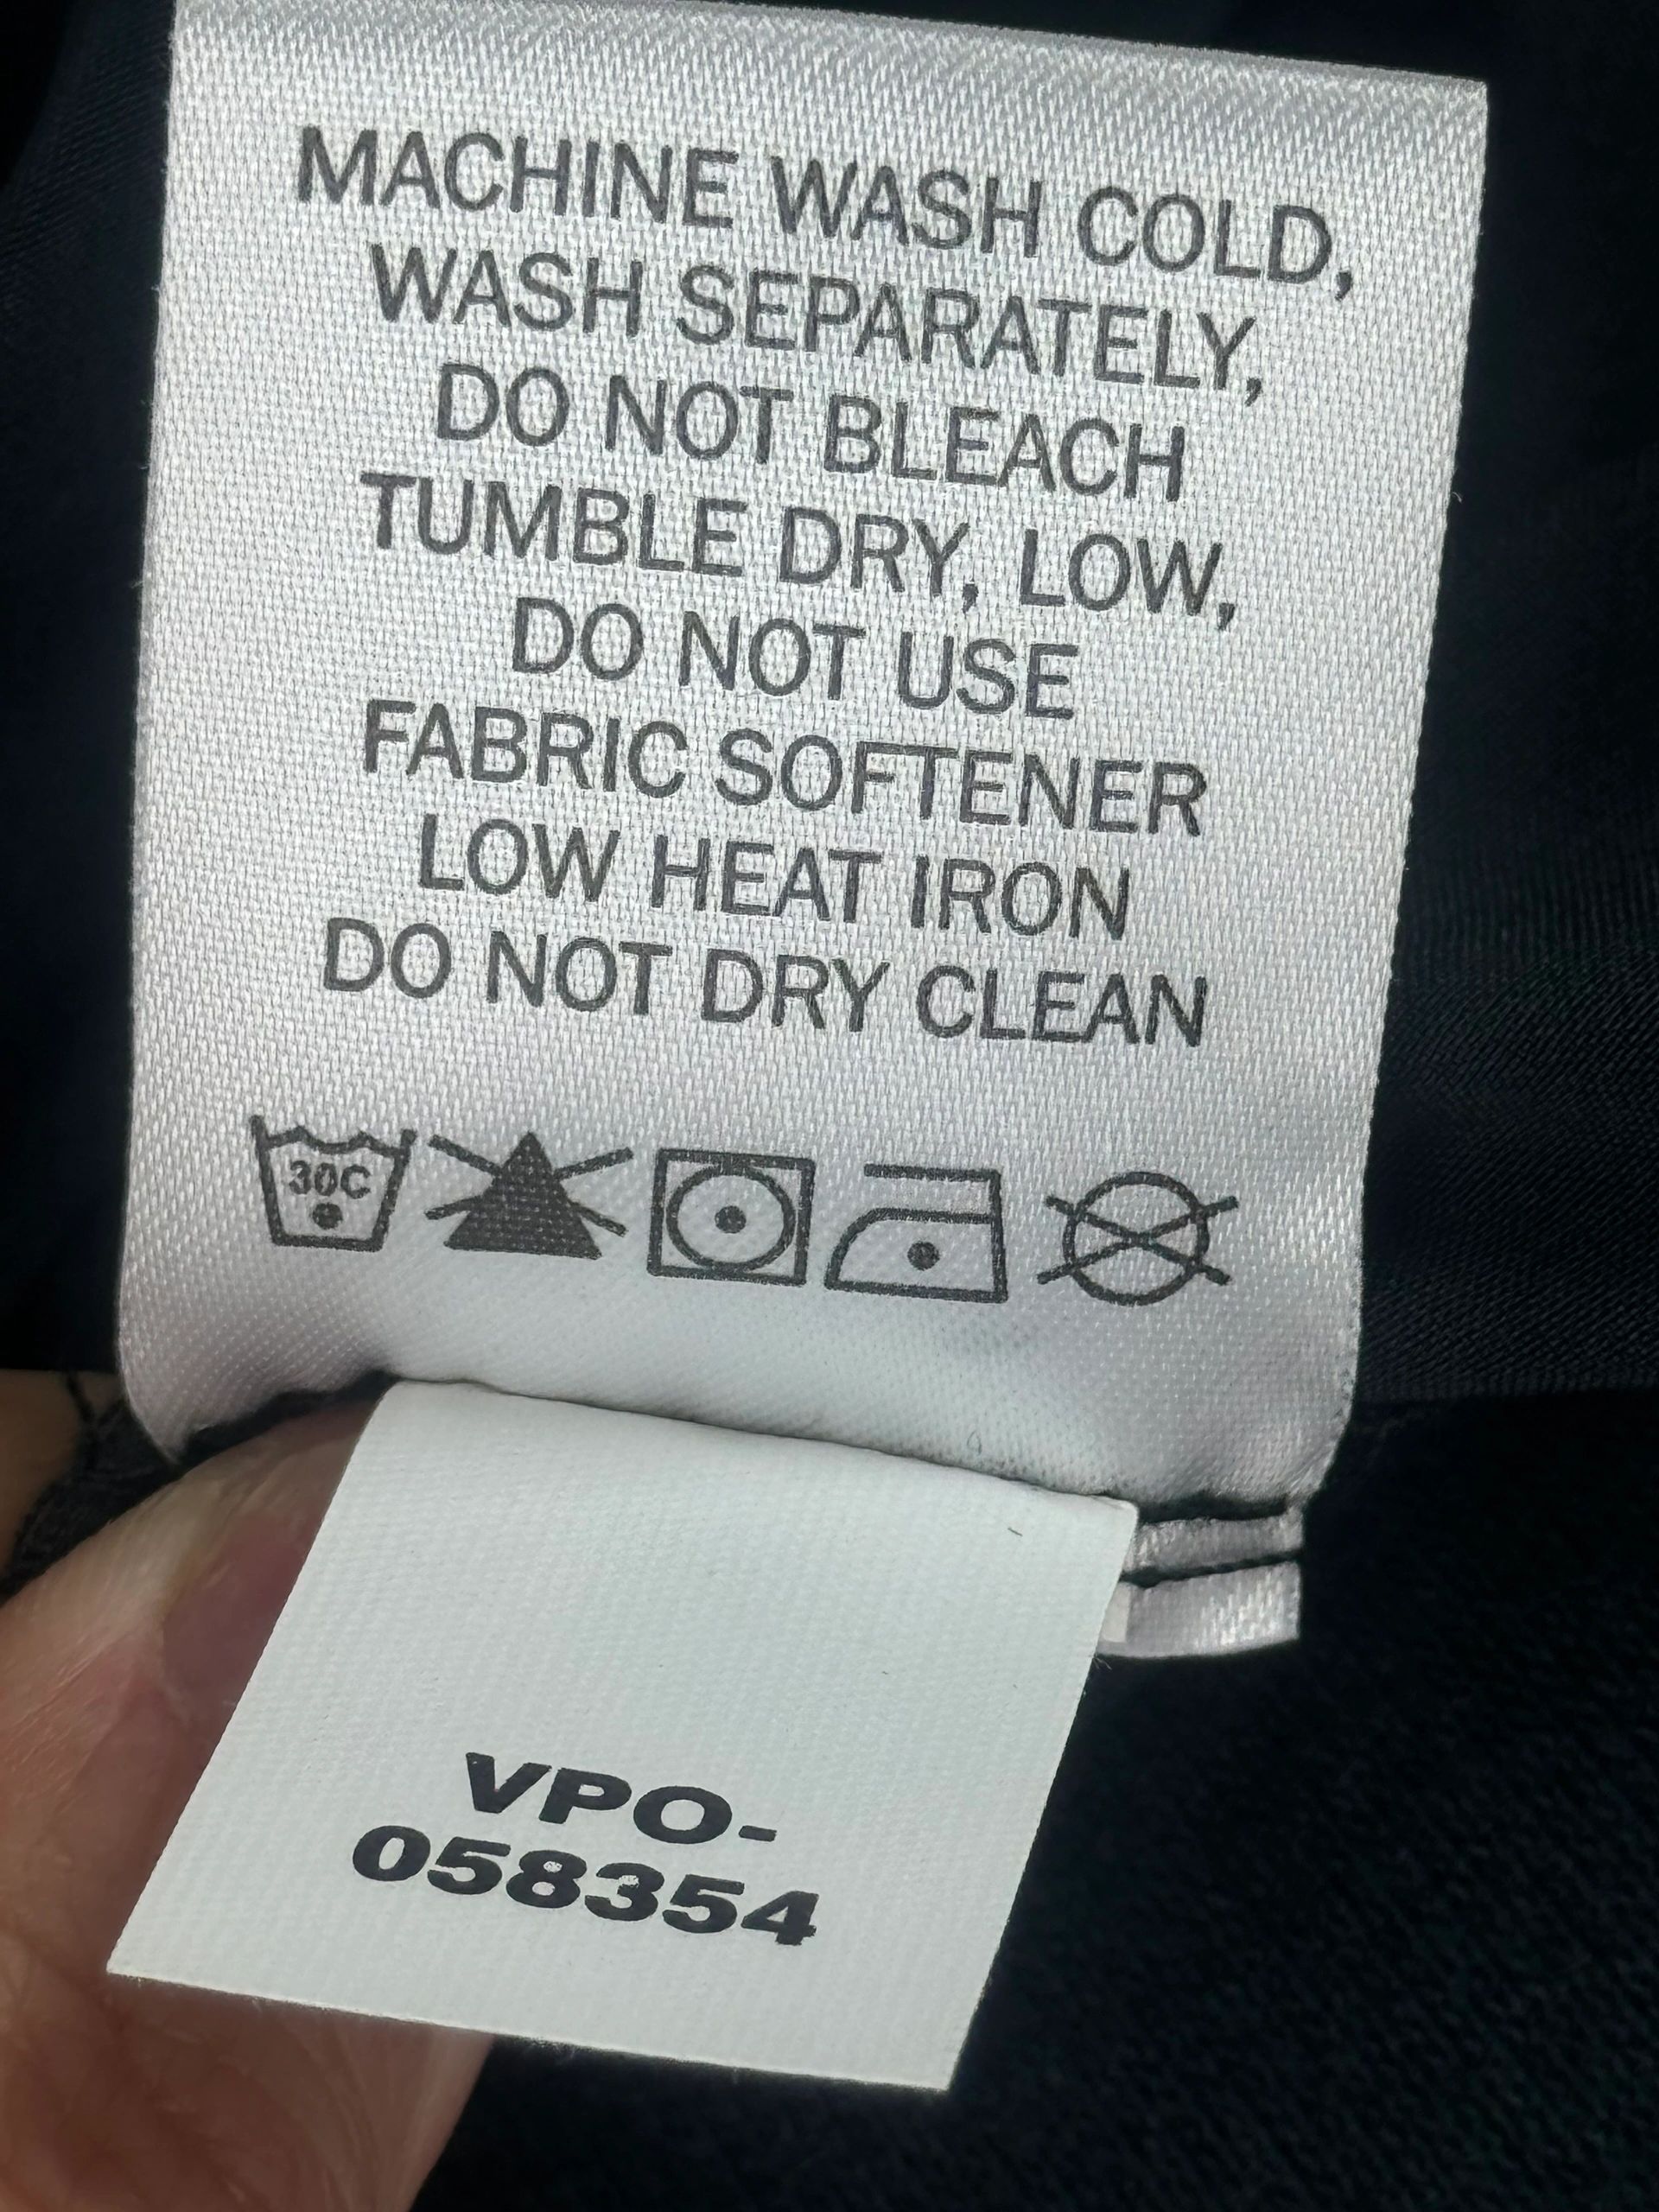 MACHINE WASH COLD,
WASH SEPARATELY,
DO NOT BLEACH
TUMBLE DRY, LOW,
DO NOT USE
FABRIC SOFTENER
LOW HEAT IRON
DO NOT DRY CLEAN
30C
VPO-
058354